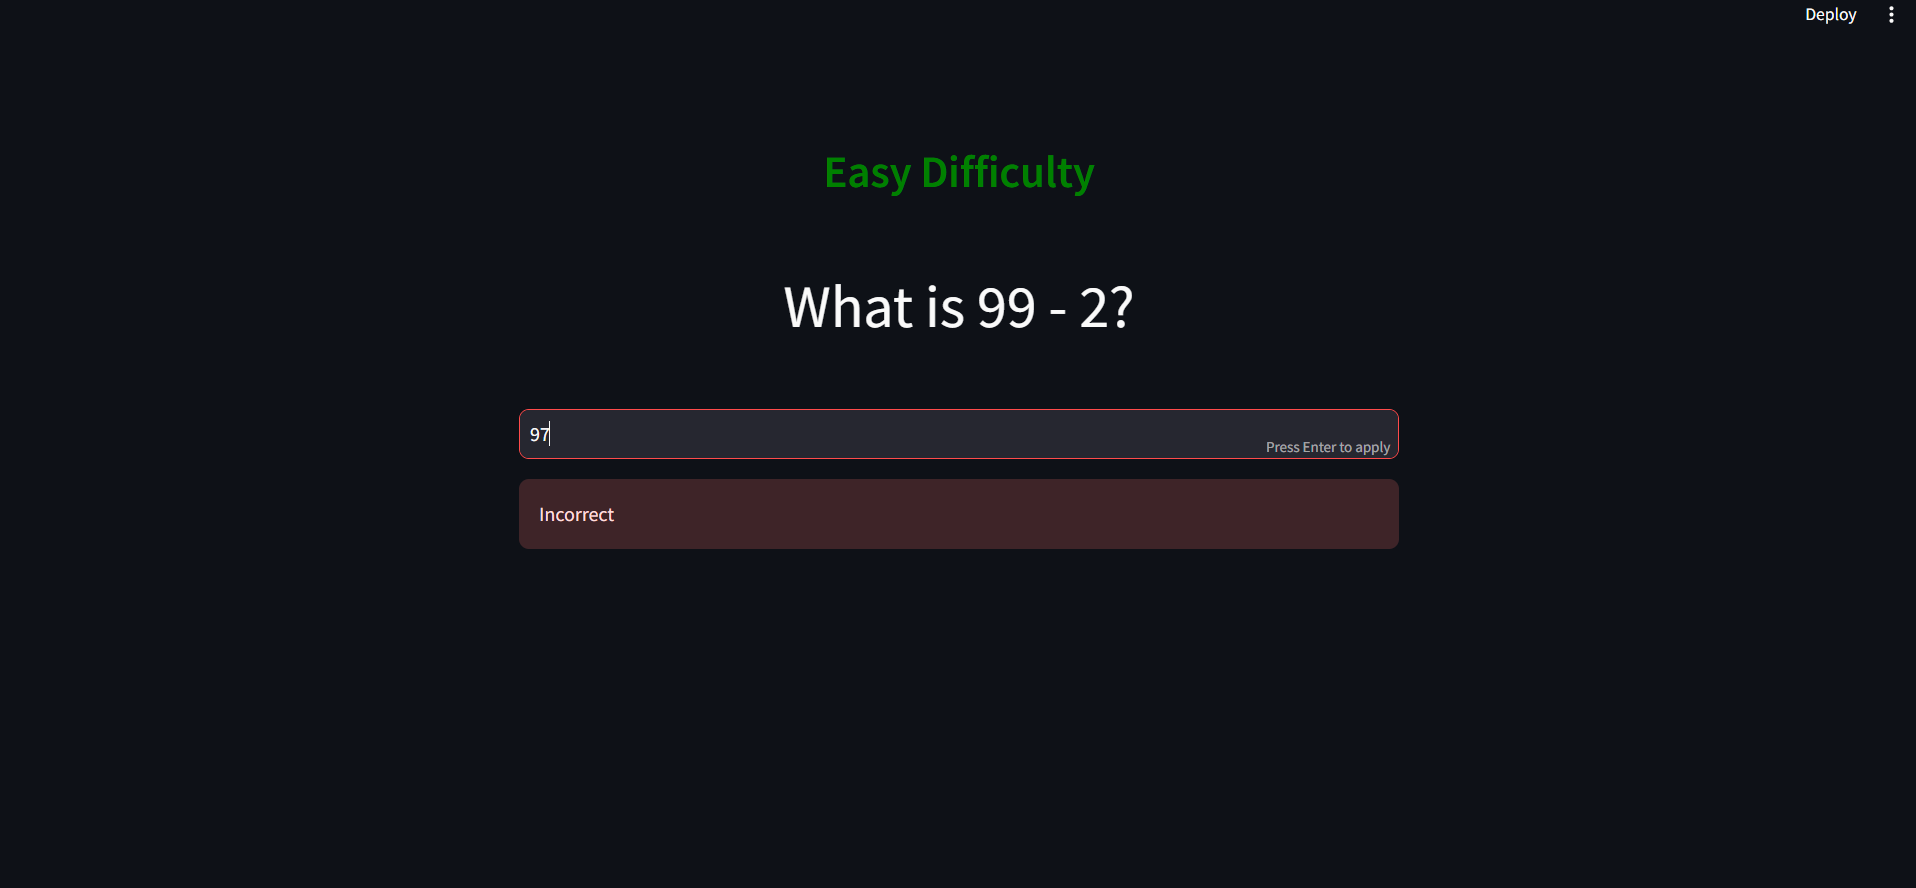 Deploy
Easy Difficulty
What is 99 - 2?
97
Press Enter to apply
Incorrect